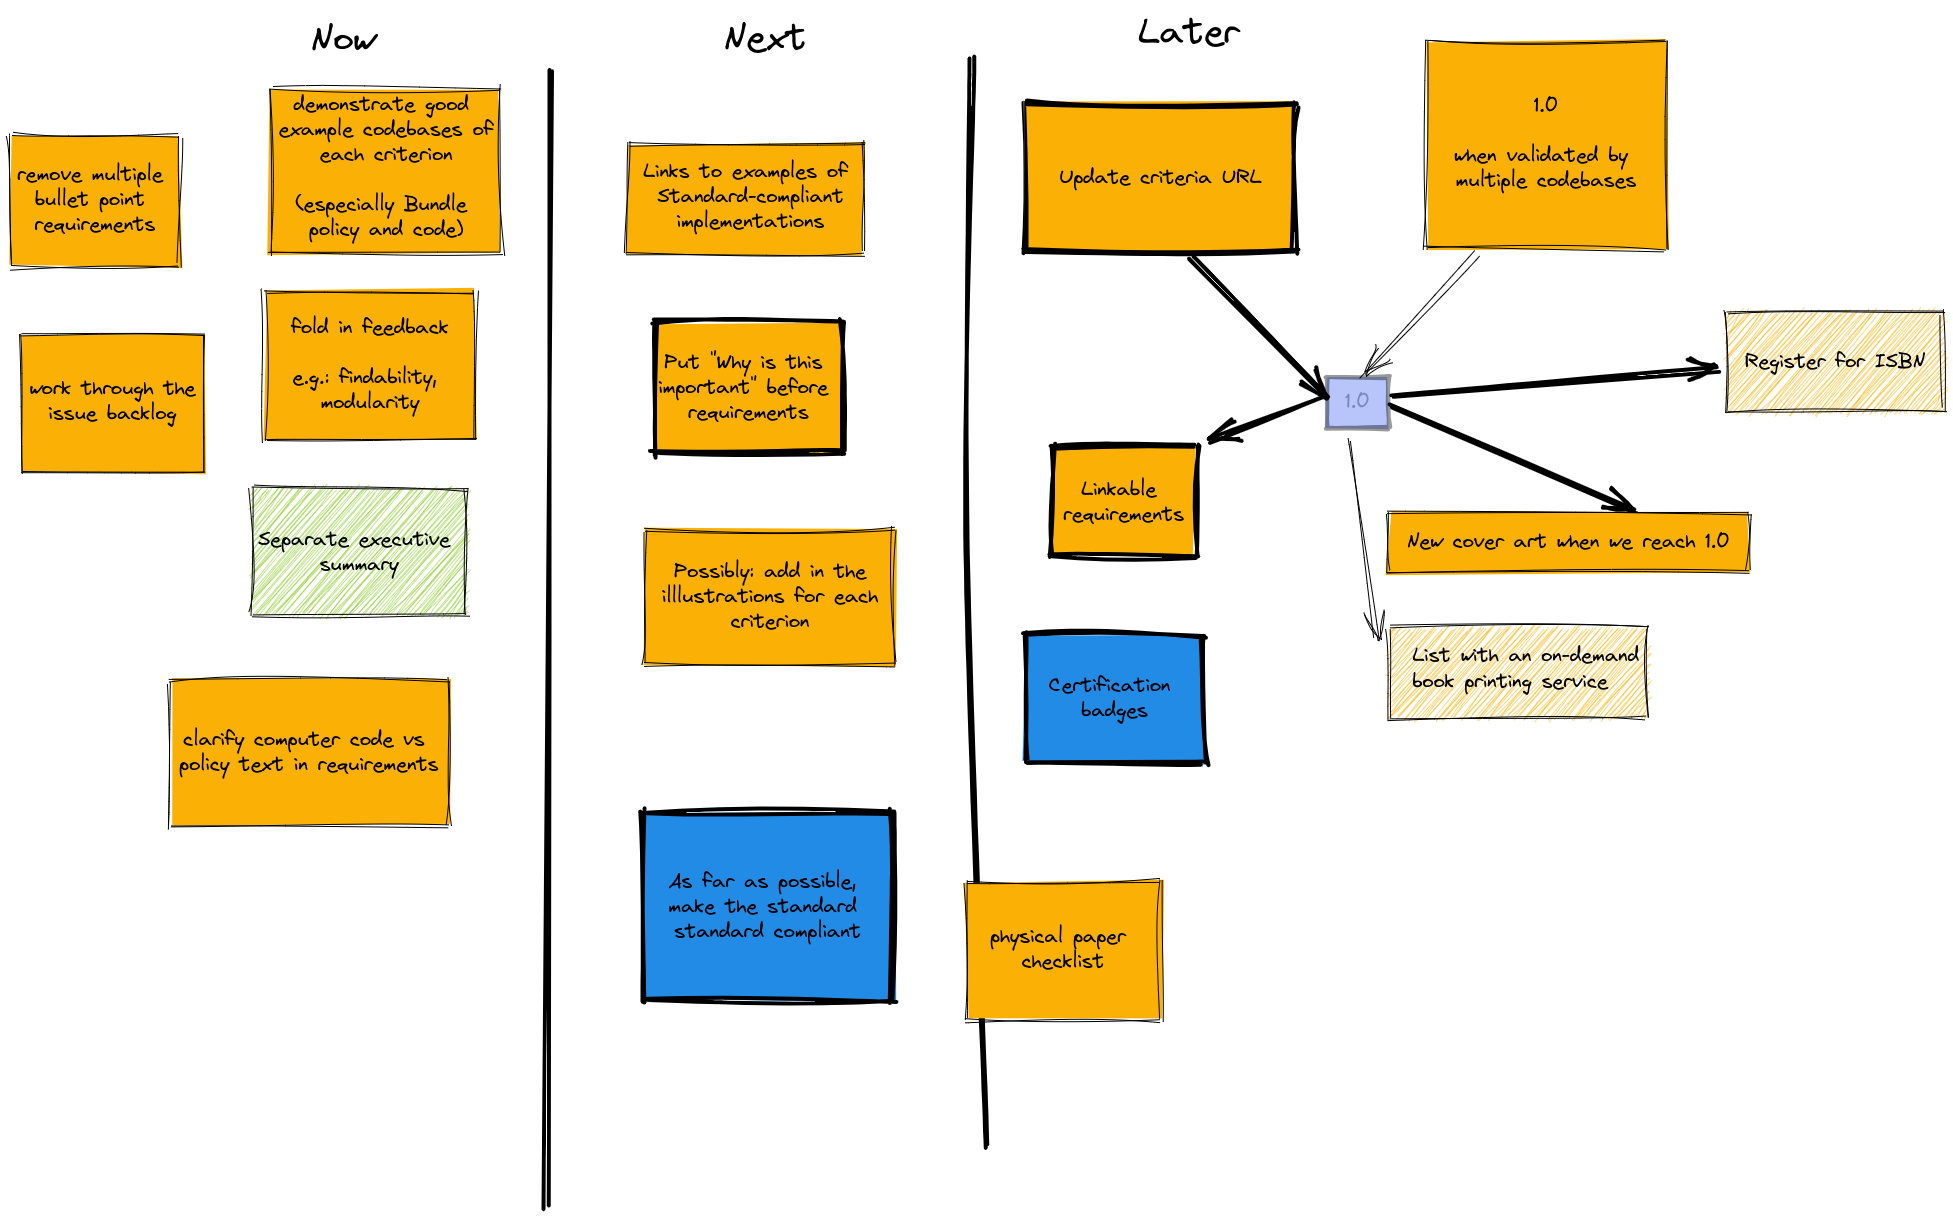 Now
remove multiple
bullet point
requirements
demonstrate good
example codebases of
each criterion
(especially Bundle
policy and code)
work through the
issue backlog
fold in feedback
e.g.: findability,
modularity
Separate executive
summary
clarify computer code vs
policy text in requirements
Next
Links to examples of
Standard-compliant
implementations
Put "Why is this
important" before
requirements
Possibly: add in the
illlustrations for each
criterion
As far as possible,
make the standard
standard compliant
Later
Update criteria URL
1.0
when validated by
multiple codebases
1.0
Register for ISBN
Linkable
requirements
New cover art when we reach 1.0
List with an on-demand
book printing service
Certification
badges
physical paper
checklist